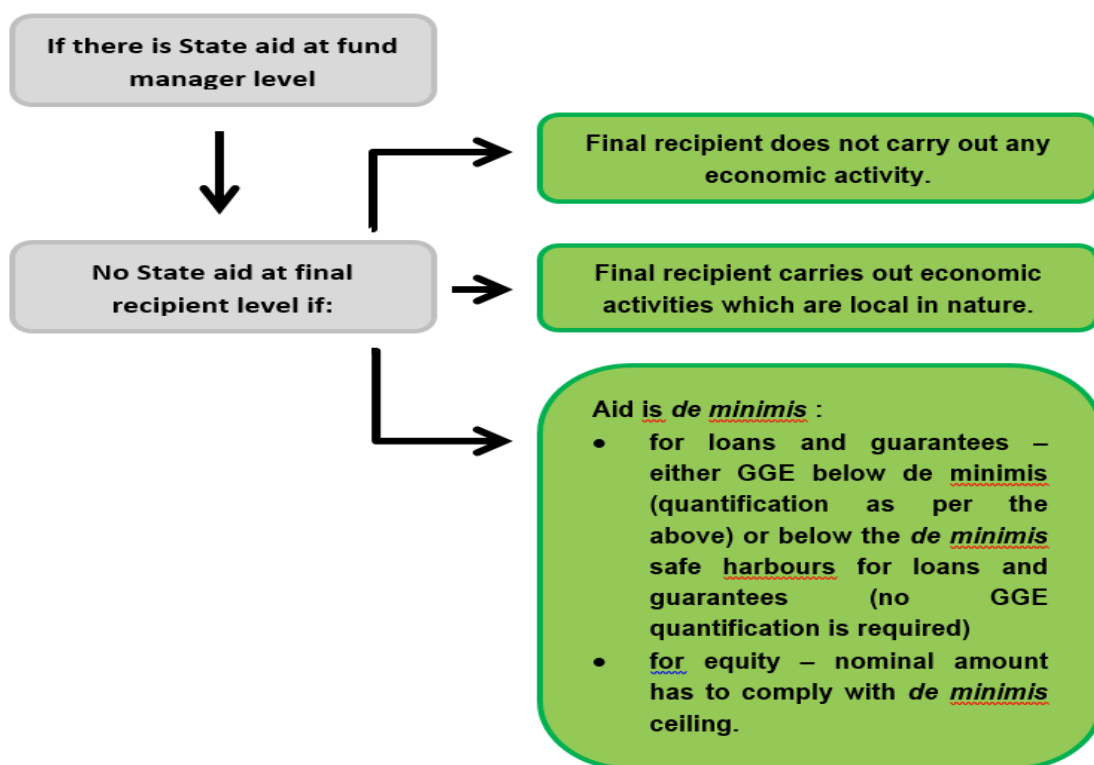 If there is State aid at fund
manager level
Final recipient does not carry out any
economic activity.
No State aid at final
recipient level if:
Final recipient carries out economic
activities which are local in nature.
Aid is de minimis :
• for loans and guarantees –
either GGE below de minimis
(quantification as per the
above) or below the de minimis
safe harbours for loans and
guarantees (no GGE
quantification is required)
• for equity – nominal amount
has to comply with de minimis
ceiling.